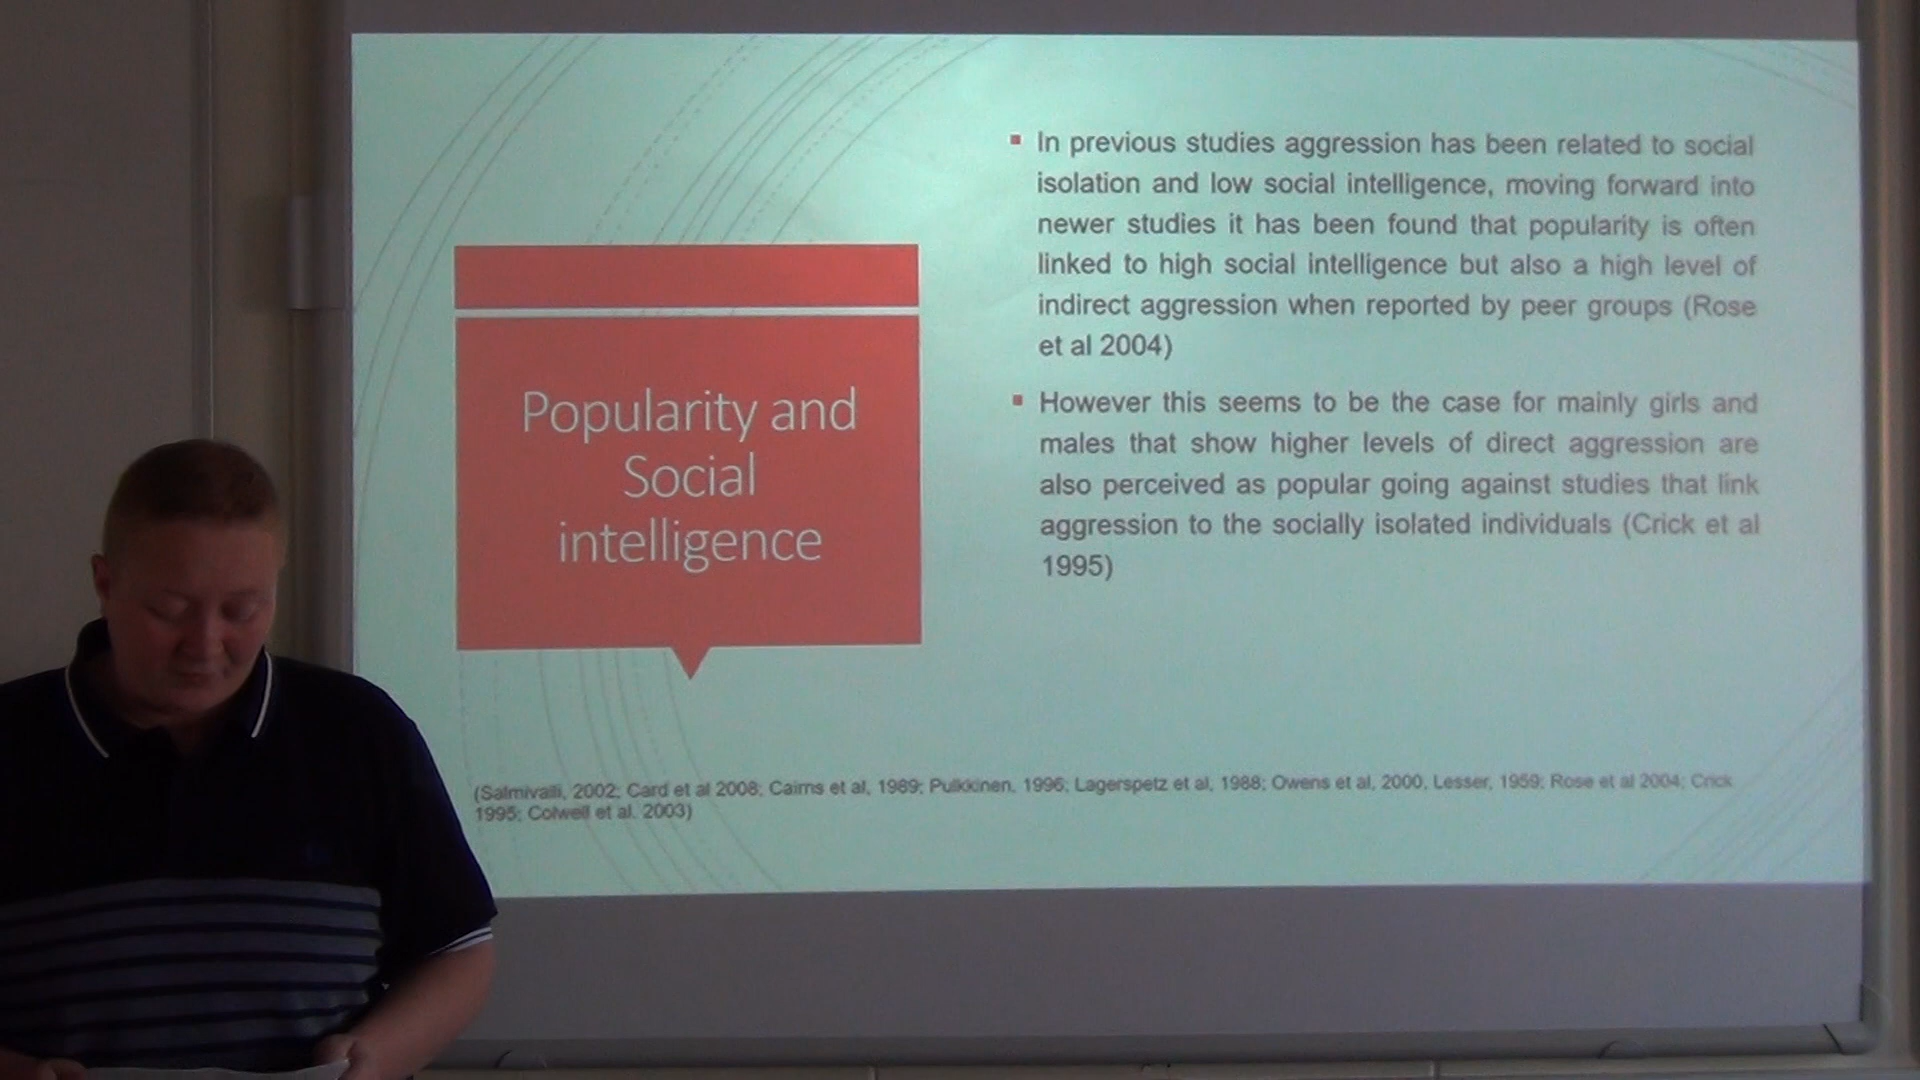 Popularity and
Social
intelligence
In previous studies aggression has been related to social
isolation and low social intelligence, moving forward into
newer studies it has been found that popularity is often
linked to high social intelligence but also a high level of
indirect aggression when reported by peer groups (Rose
et al 2004)
However this seems to be the case for mainly girls and
males that show higher levels of direct aggression are
also perceived as popular going against studies that link
aggression to the socially isolated individuals (Crick et al
1995)
(Salmivalli, 2002; Card et al 2008; Cairns et al, 1989; Pulkkinen, 1996; Lagerspetz et al, 1988; Owens et al, 2000, Lesser, 1959; Rose et al 2004; Crick
1995; Colwell et al. 2003)